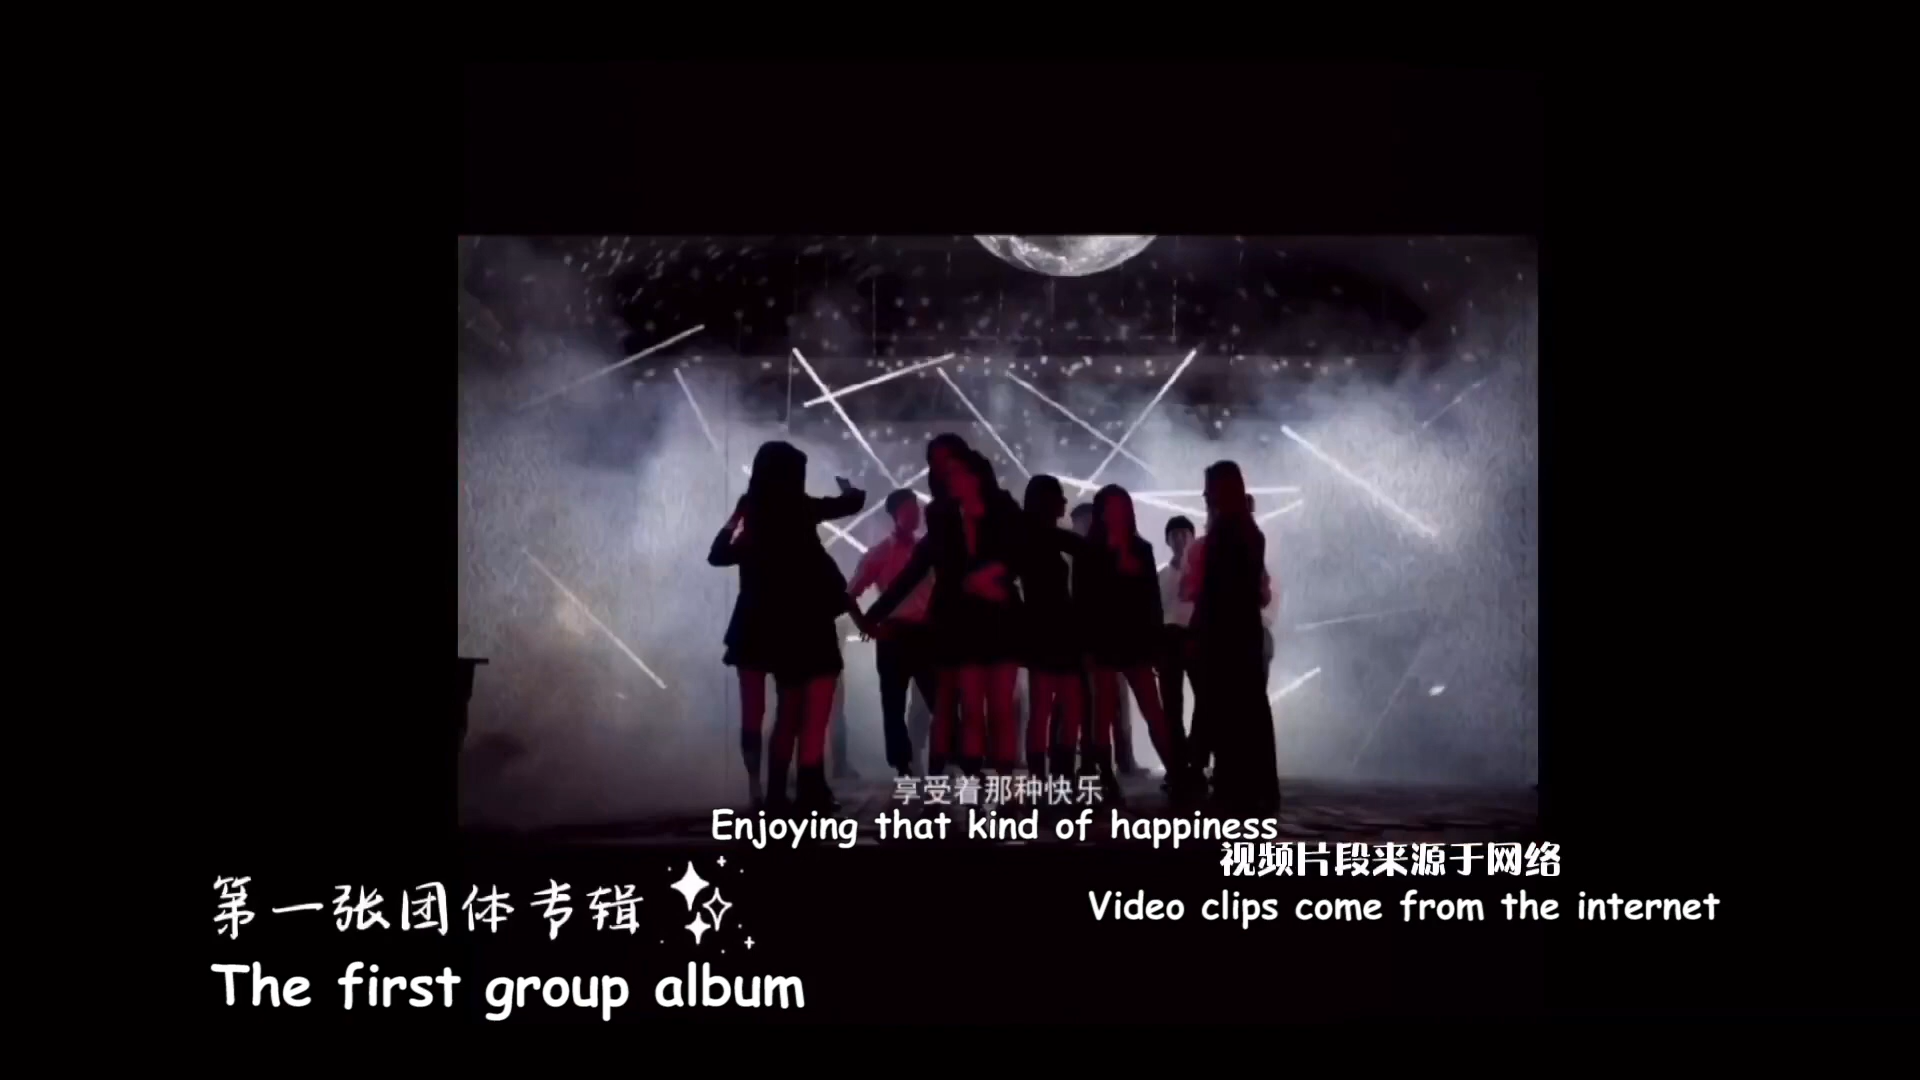 享受着那种快乐
Enjoying that kind of happiness
视频片段来源于网络
Video clips come from the internet
第一张团体专辑
The first group album